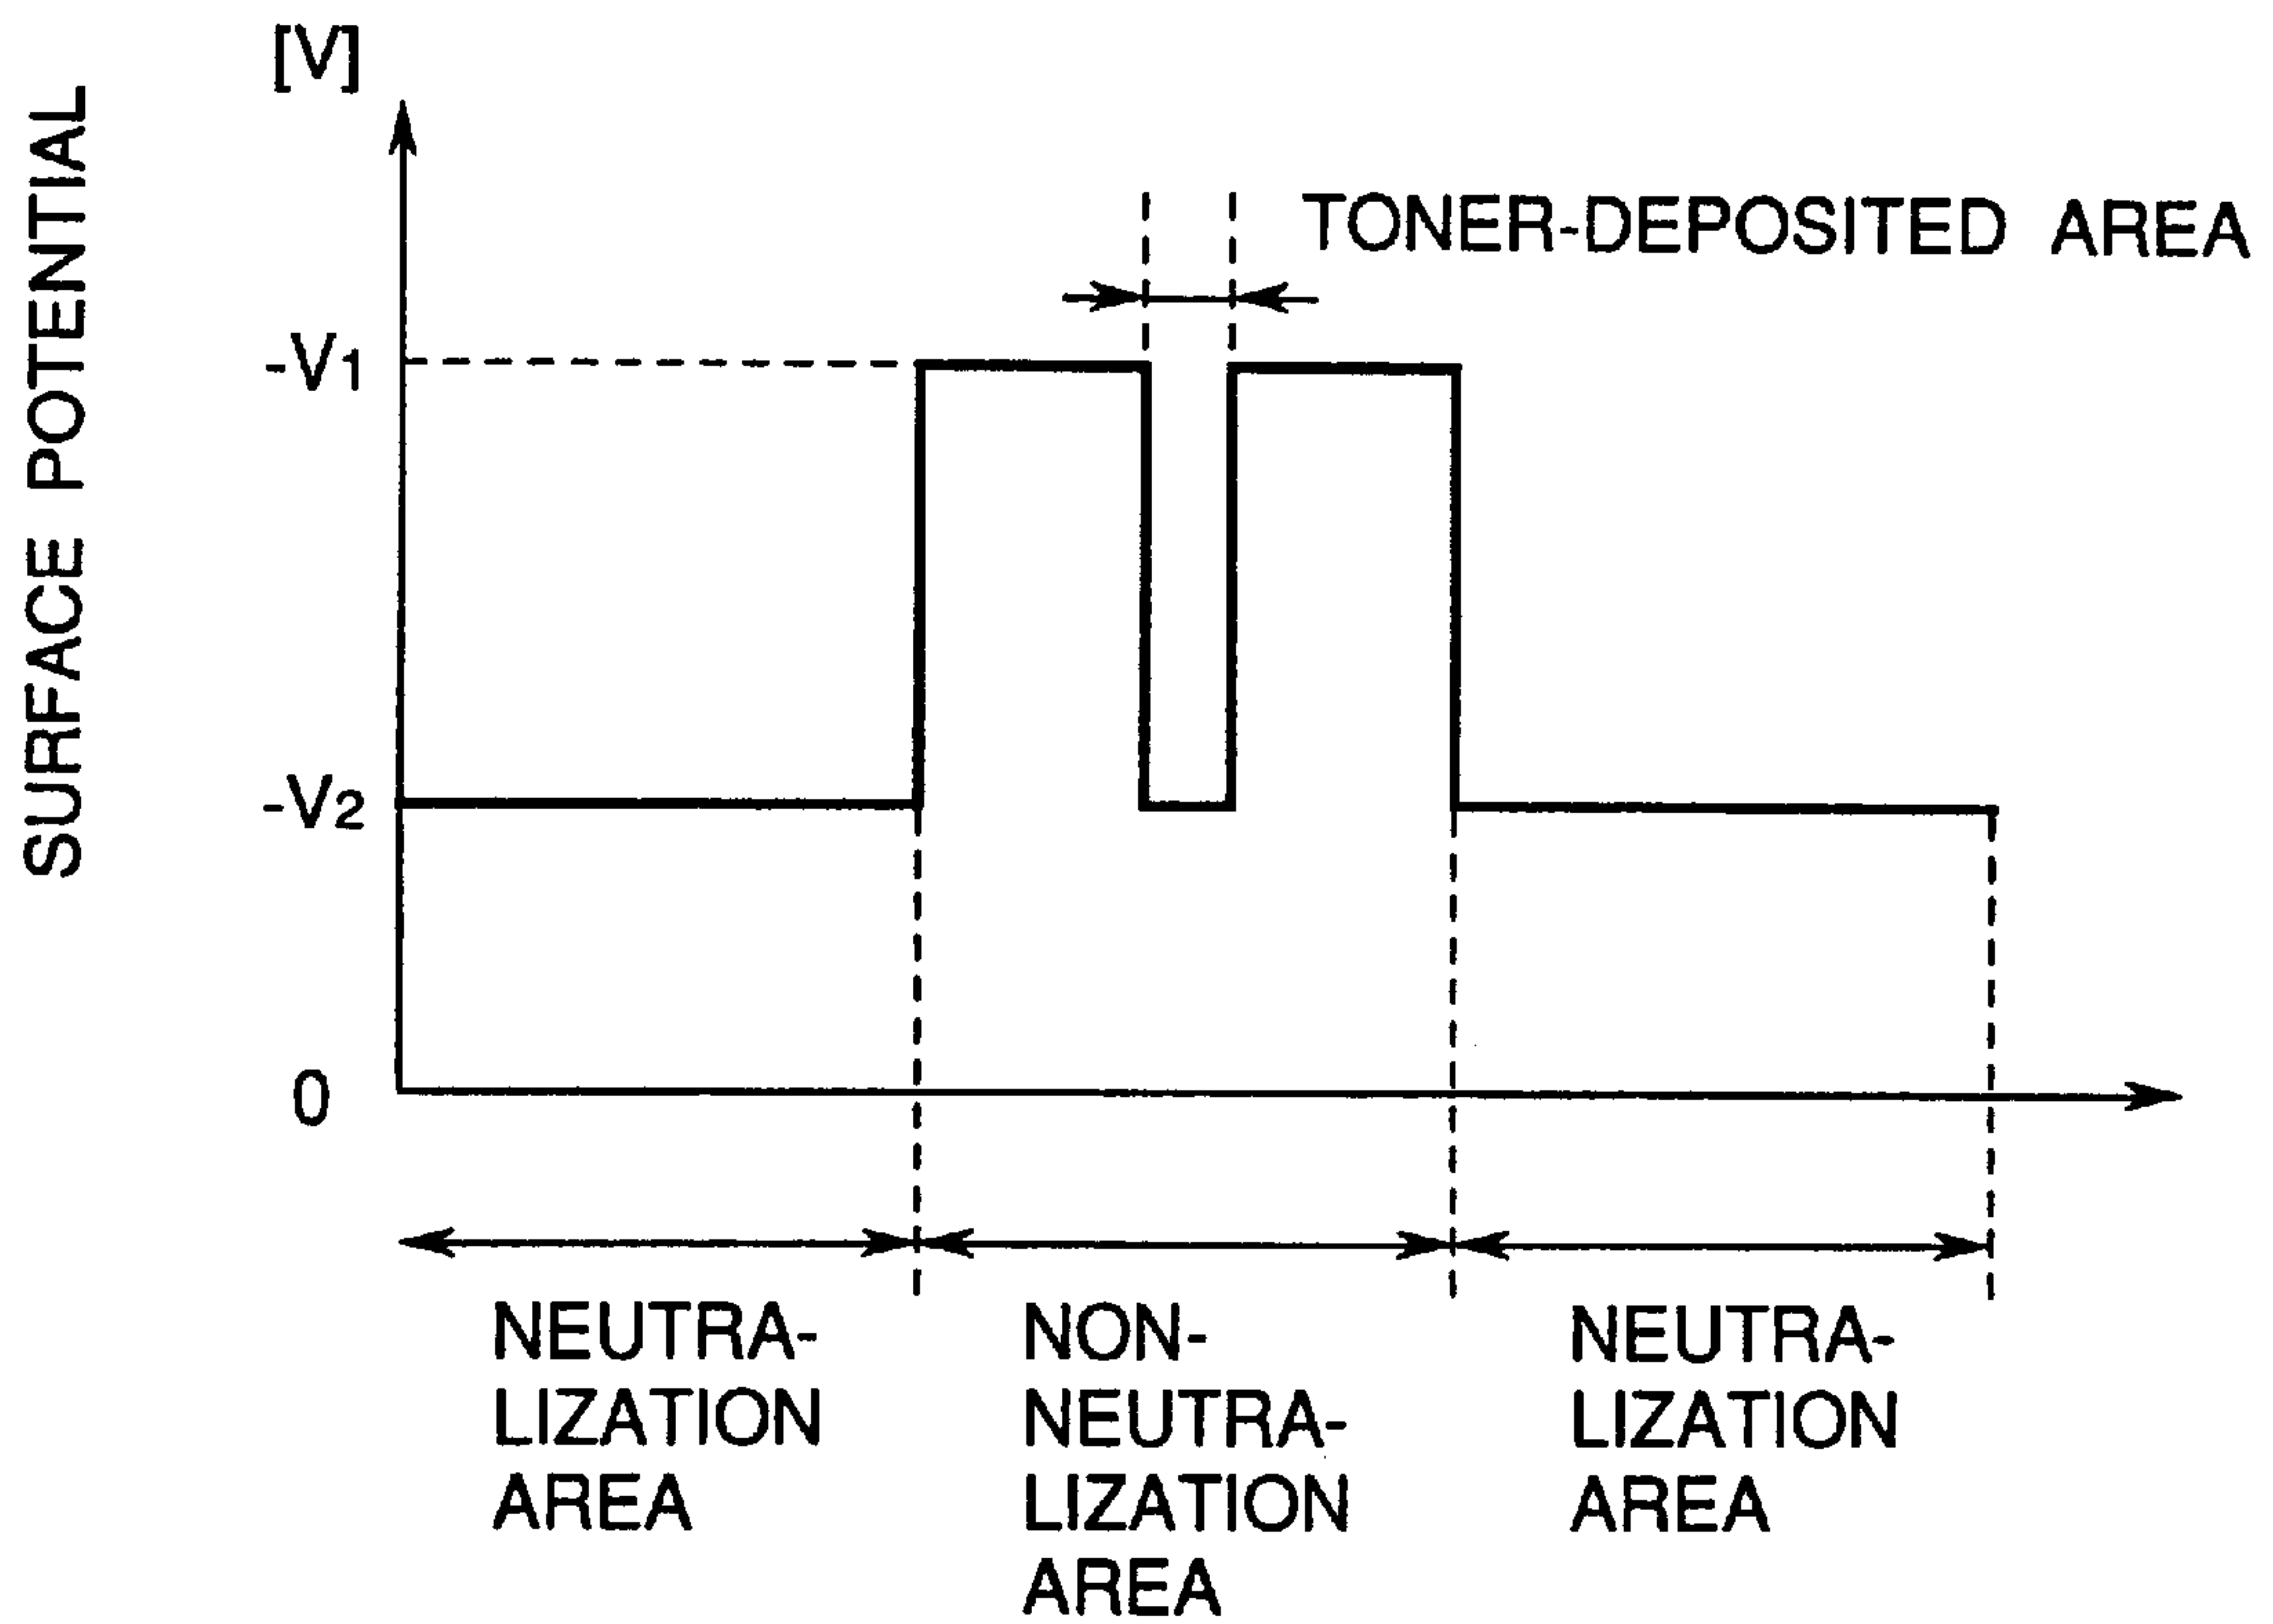 [V]
SURFACE POTENTIAL
TONER-DEPOSITED AREA
-V1
-V2
0
NEUTRA-
LIZATION
AREA
NON-
NEUTRA-
LIZATION
AREA
NEUTRA-
LIZATION
AREA